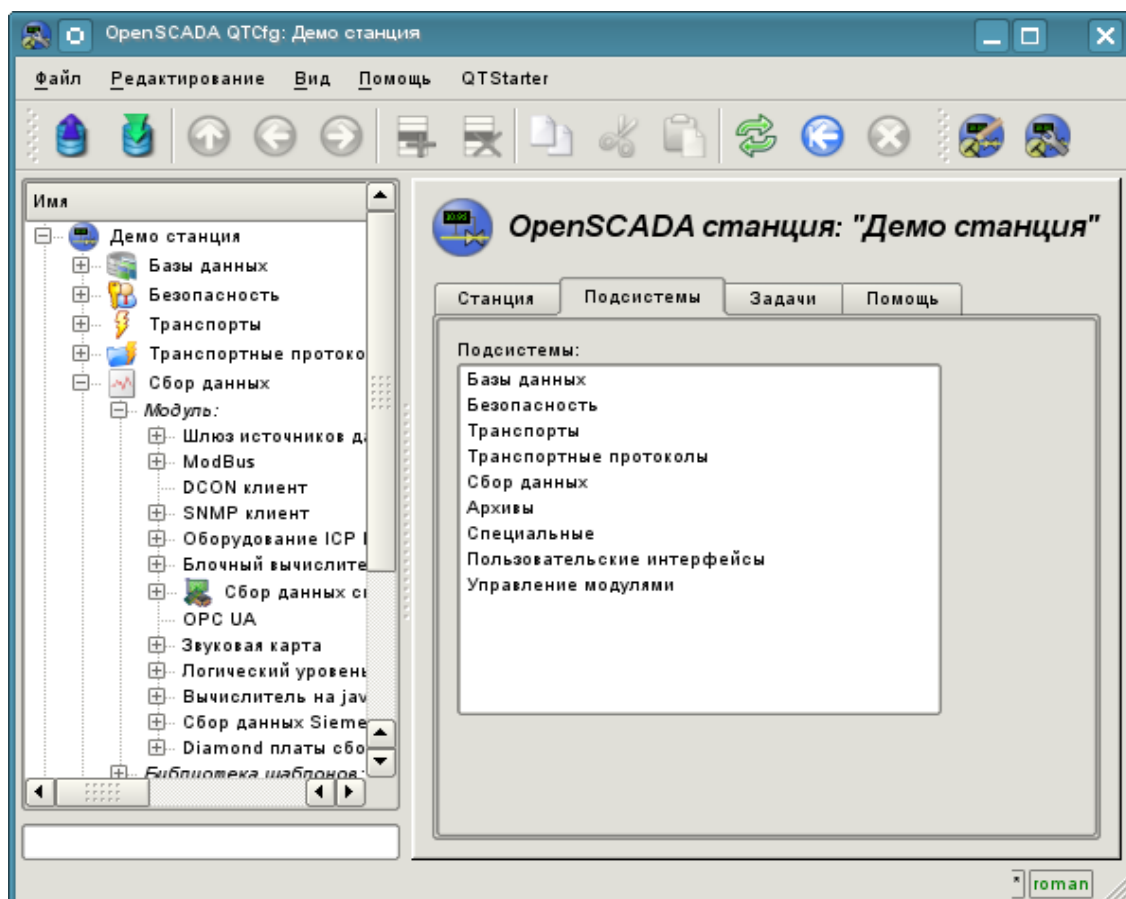 OpenSCADA QTCfg: Демо станция
Файл Редактирование Вид Помощь QTStarter
Имя
Демо станция
Базы данных
Безопасность
Транспорты
Транспортные протоко
Сбор данных
Модуль:
Шлюз источников д
ModBus
DCON клиент
SNMP клиент
Оборудование ICP
Блочный вычислите
Сбор данных
OPC UA
Звуковая карта
Логический уровень
Вычислитель на jav
Сбор данных Sieme
Diamond платы сбо
Библиотека шаблонов:
OpenSCADA станция: "Демо станция"
Станция Подсистемы Задачи Помощь
Подсистемы:
Базы данных
Безопасность
Транспорты
Транспортные протоколы
Сбор данных
Архивы
Специальные
Пользовательские интерфейсы
Управление модулями
* roman